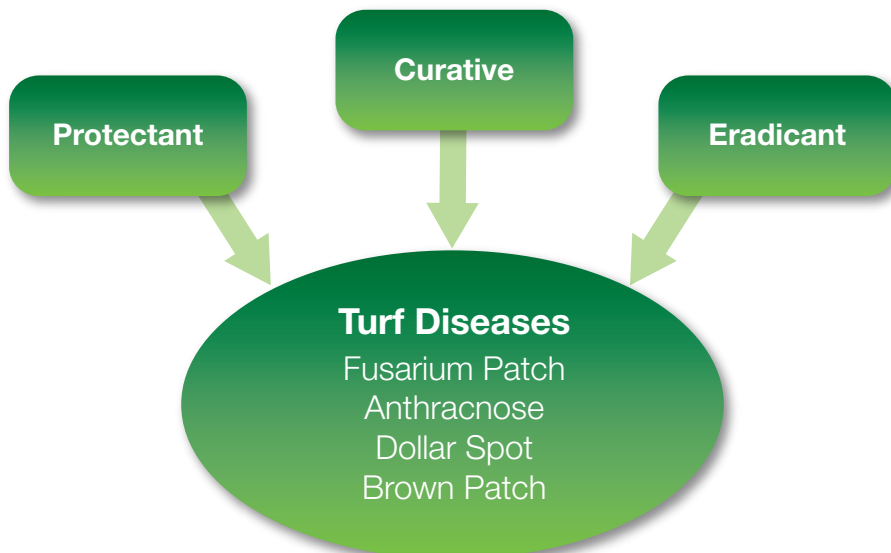 Curative
Protectant
Eradicant
Turf Diseases
Fusarium Patch
Anthracnose
Dollar Spot
Brown Patch